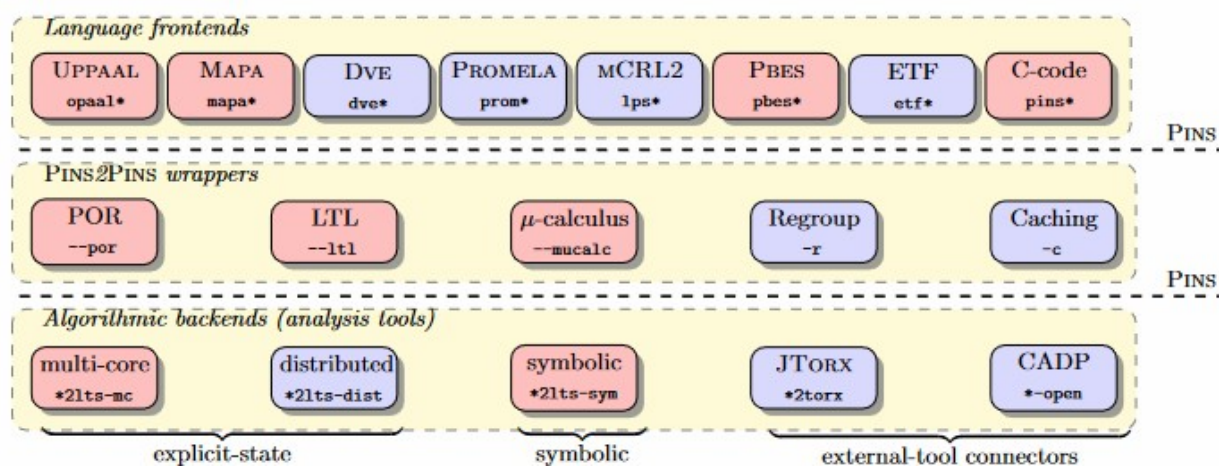 Language frontends
UPPAAL MAPA DVE PROMELA MCRL2 PBES ETF C-code
opaal* mapa* dve* prom* lps* pbes* etf* pins*
PINS
PINS2PINS wrappers
POR LTL μ-calculus Regroup Caching
--por --ltl --mucalc -r -c
PINS
Algorithmic backends (analysis tools)
multi-core distributed symbolic JTORX CADP
*2lts-mc *2lts-dist *2lts-sym *2torx *-open
explicit-state symbolic external-tool connectors